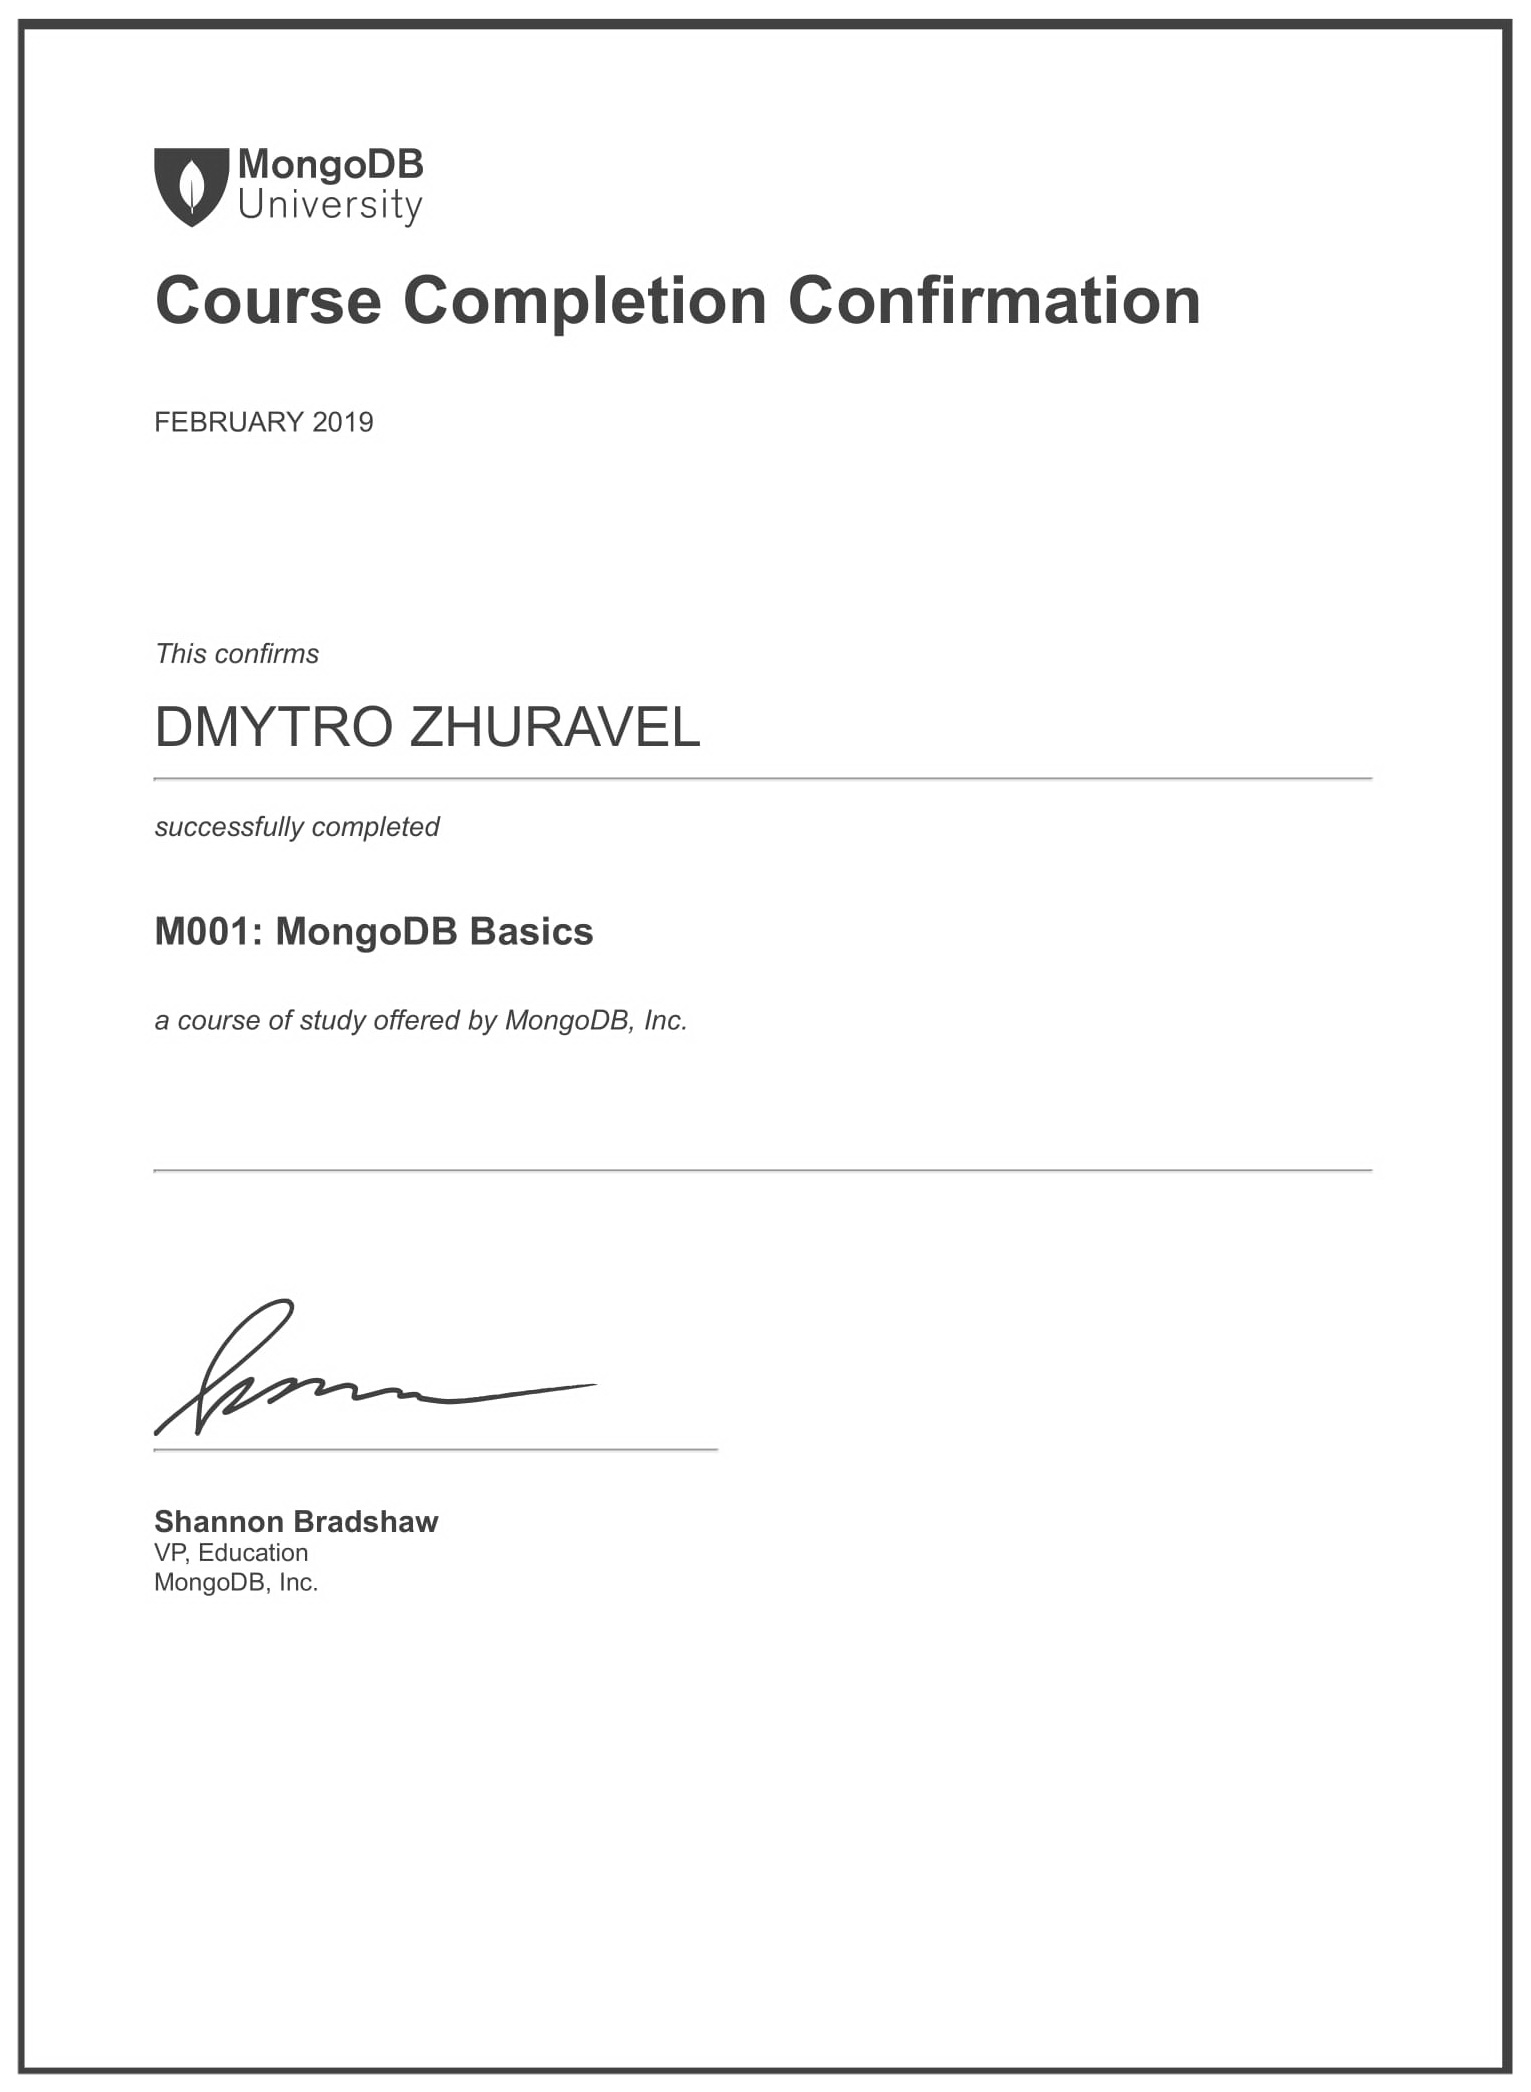 MongoDB
University
Course Completion Confirmation
FEBRUARY 2019
This confirms
DMYTRO ZHURAVEL
successfully completed
M001: MongoDB Basics
a course of study offered by MongoDB, Inc.
Shannon Bradshaw
VP, Education
MongoDB, Inc.